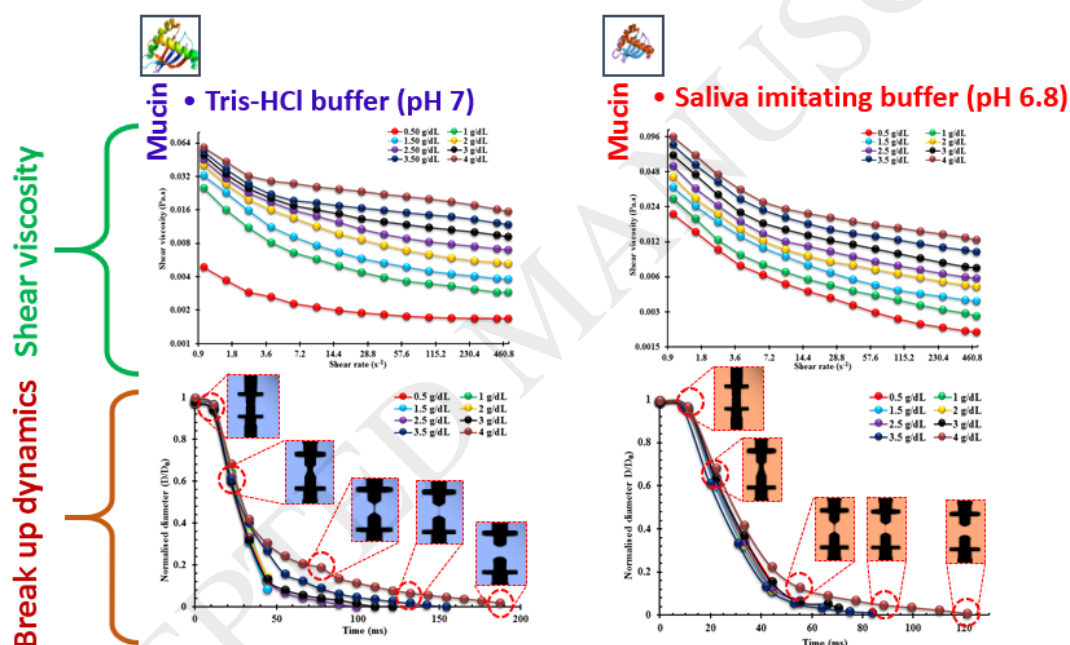 • Tris-HCl buffer (pH 7)
Mucin
Shear viscosity
0.50 g/dL
1 g/dL
1.50 g/dL
2 g/dL
2.50 g/dL
3 g/dL
3.50 g/dL
4 g/dL
Shear viscosity (Pa.s)
0.064
0.032
0.016
0.008
0.004
0.002
0.001
0.9 1.8 3.6 7.2 14.4 28.8 57.6 115.2 230.4 460.8
Shear rate (s-1)
• Saliva imitating buffer (pH 6.8)
Mucin
0.5 g/dL
1 g/dL
1.5 g/dL
2 g/dL
2.5 g/dL
3 g/dL
3.5 g/dL
4 g/dL
Shear viscosity (Pa.s)
0.096
0.048
0.024
0.012
0.006
0.003
0.0015
0.9 1.8 3.6 7.2 14.4 28.8 57.6 115.2 230.4 460.8
Shear rate (s-1)
Break up dynamics
0.5 g/dL
1 g/dL
1.5 g/dL
2 g/dL
2.5 g/dL
3 g/dL
3.5 g/dL
4 g/dL
Normalised diameter (D/D0)
1
0.8
0.6
0.4
0.2
0
0 50 100 150 200
Time (ms)
0.5 g/dL
1 g/dL
1.5 g/dL
2 g/dL
2.5 g/dL
3 g/dL
3.5 g/dL
4 g/dL
Normalised diameter (D/D0)
1
0.8
0.6
0.4
0.2
0
0 20 40 60 80 100 120
Time (ms)
EPTED MANUSC